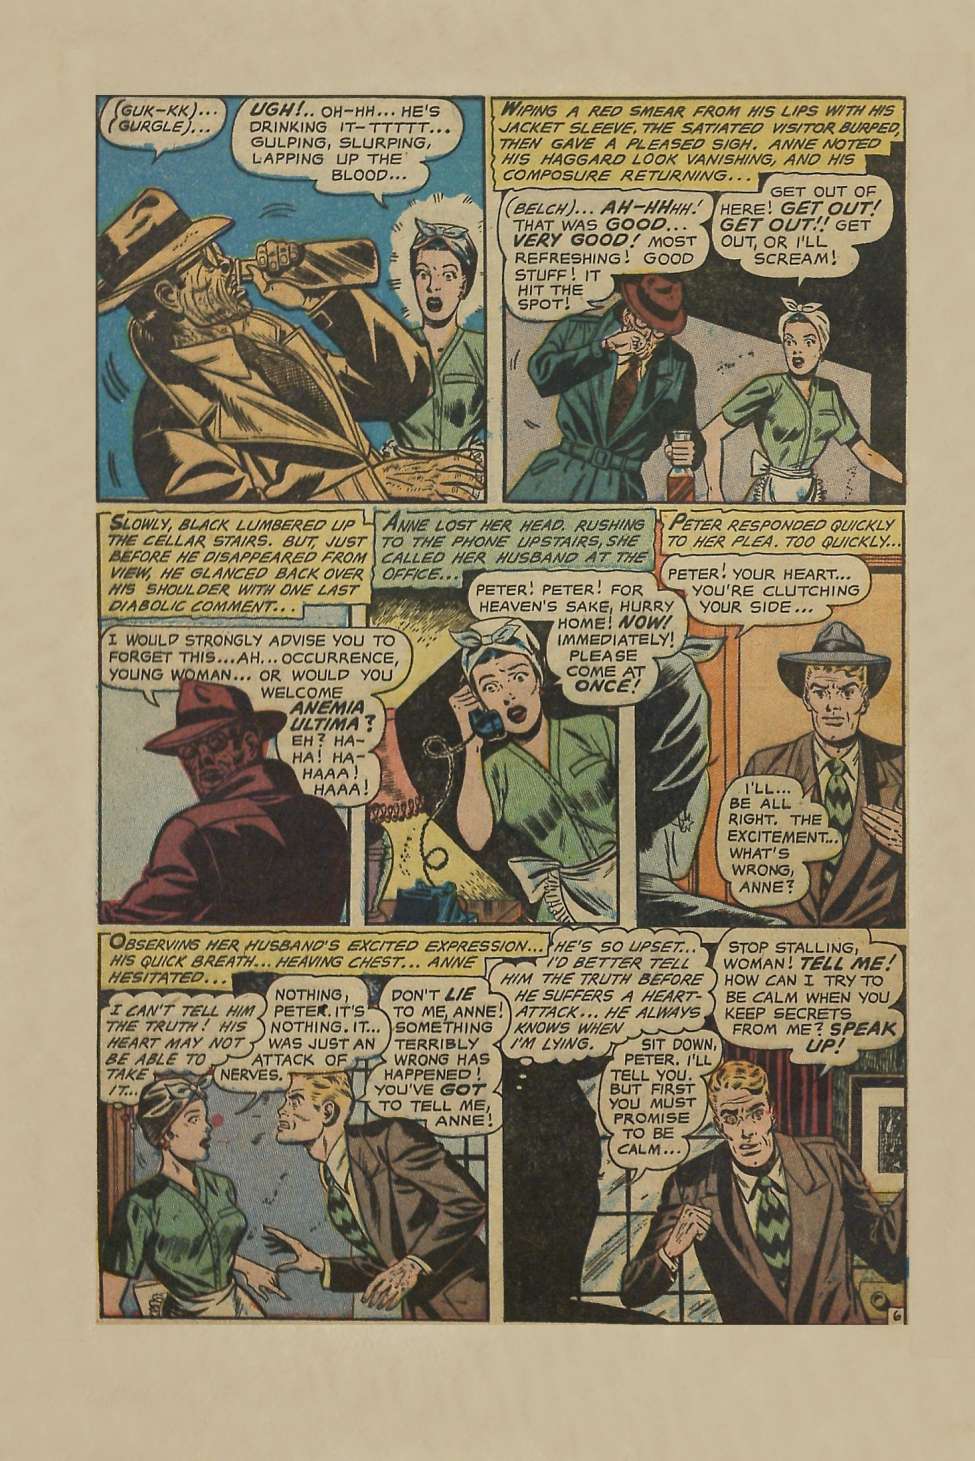 (GUK-KK)...
(GURGLE)...
UGH!.. OH-HH... HE'S
DRINKING IT-TTTTT...
GULPING, SLURPING,
LAPPING UP THE
BLOOD...
WIPING A RED SMEAR FROM HIS LIPS WITH HIS
JACKET SLEEVE, THE SATIATED VISITOR BURPED,
THEN GAVE A PLEASED SIGH. ANNE NOTED
HIS HAGGARD LOOK VANISHING, AND HIS
COMPOSURE RETURNING...
(BELCH)... AH-HHHH!
THAT WAS GOOD...
VERY GOOD! MOST
REFRESHING! GOOD
STUFF! IT
HIT THE
SPOT!
GET OUT OF
HERE! GET OUT!
GET OUT!! GET
OUT, OR I'LL
SCREAM!
SLOWLY, BLACK LUMBERED UP
THE CELLAR STAIRS. BUT, JUST
BEFORE HE DISAPPEARED FROM
VIEW, HE GLANCED BACK OVER
HIS SHOULDER WITH ONE LAST
DIABOLIC COMMENT...
I WOULD STRONGLY ADVISE YOU TO
FORGET THIS...AH... OCCURRENCE,
YOUNG WOMAN... OR WOULD YOU
WELCOME
ANEMIA
ULTIMA?
EH? HA-
HA! HA-
HAAA!
HAAA!
ANNE LOST HER HEAD. RUSHING
TO THE PHONE UPSTAIRS, SHE
CALLED HER HUSBAND AT THE
OFFICE...
PETER! PETER! FOR
HEAVEN'S SAKE, HURRY
HOME! NOW!
IMMEDIATELY!
PLEASE
COME AT
ONCE!
PETER RESPONDED QUICKLY
TO HER PLEA. TOO QUICKLY...
PETER! YOUR HEART...
YOU'RE CLUTCHING
YOUR SIDE...
I'LL...
BE ALL
RIGHT. THE
EXCITEMENT...
WHAT'S
WRONG,
ANNE?
OBSERVING HER HUSBAND'S EXCITED EXPRESSION...
HIS QUICK BREATH... HEAVING CHEST... ANNE
HESITATED...
I CAN'T TELL HIM
THE TRUTH! HIS
HEART MAY NOT
BE ABLE TO
TAKE
IT...
NOTHING,
PETER. IT'S
NOTHING. IT...
WAS JUST AN
ATTACK OF
NERVES.
DON'T LIE
TO ME, ANNE!
SOMETHING
TERRIBLY
WRONG HAS
HAPPENED!
YOU'VE GOT
TO TELL ME,
ANNE!
HE'S SO UPSET...
I'D BETTER TELL
HIM THE TRUTH BEFORE
HE SUFFERS A HEART-
ATTACK... HE ALWAYS
KNOWS WHEN
I'M LYING.
SIT DOWN,
PETER. I'LL
TELL YOU.
BUT FIRST
YOU MUST
PROMISE
TO BE
CALM...
STOP STALLING,
WOMAN! TELL ME!
HOW CAN I TRY TO
BE CALM WHEN YOU
KEEP SECRETS
FROM ME? SPEAK
UP!
6